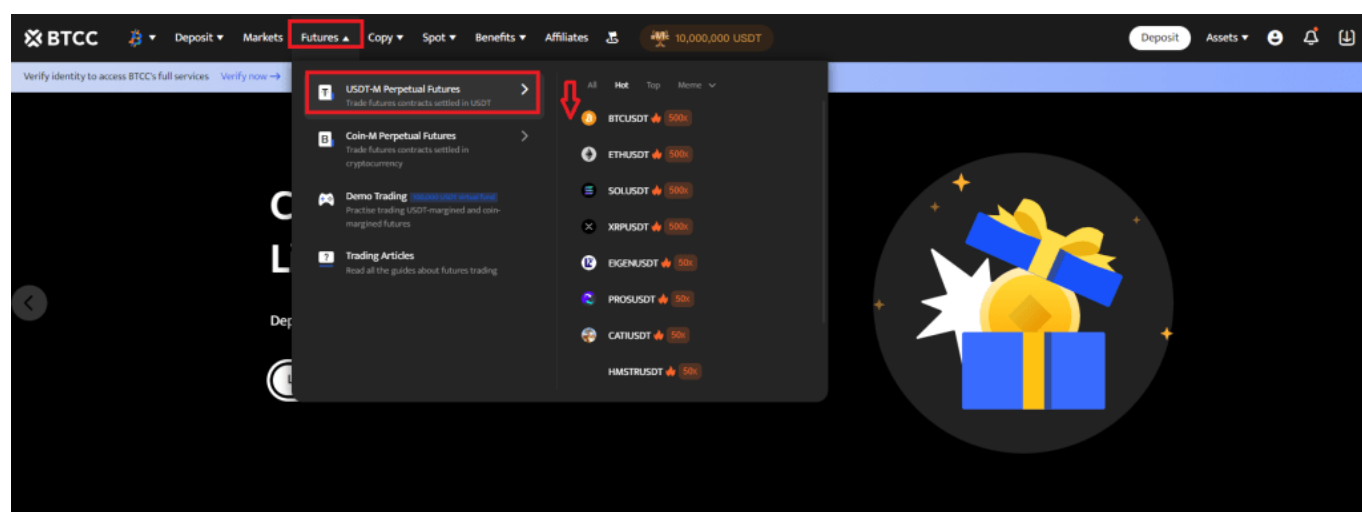 BTCC
Deposit
Markets
Futures
Copy
Spot
Benefits
Affiliates
10,000,000 USDT
Deposit
Assets
Verify identity to access BTCC's full services Verify now →
USDT-M Perpetual Futures
Trade futures contracts settled in USDT
Coin-M Perpetual Futures
Trade futures contracts settled in
cryptocurrency
Demo Trading
Practise trading USDT-margined and coin-
margined futures
Trading Articles
Read all the guides about futures trading
All Hot Top Meme
BTCUSDT 500x
ETHUSDT 500x
SOLUSDT 500x
XRPUSDT 500x
EIGENUSDT 50x
PROSUSDT 50x
CATIUSDT 50x
HMSTRUSDT 50x
C
L
Dep